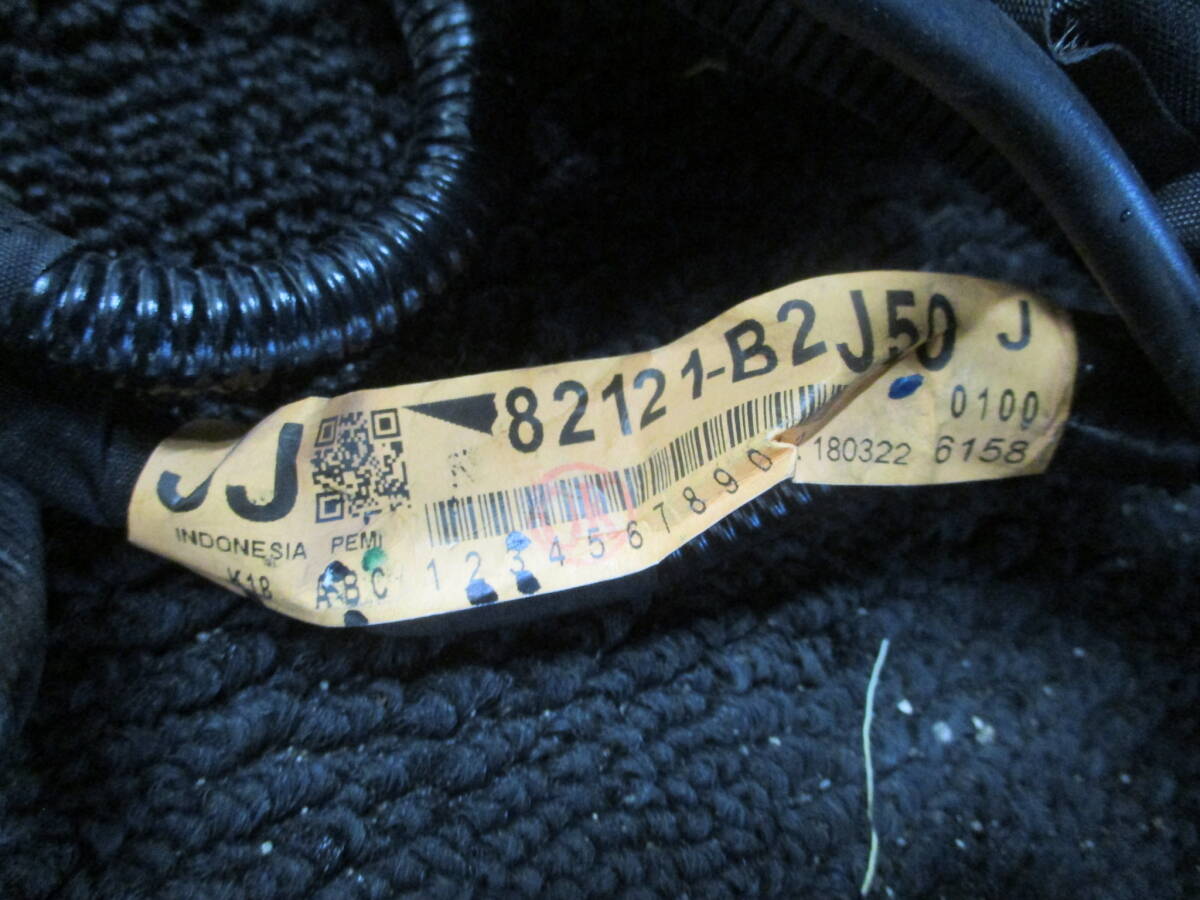 JJ
82121-B2J50 J
0100
R
180322 6158
INDONESIA PEMI
K18 ABC 1 2 3 4 5 6 7 8 9 0